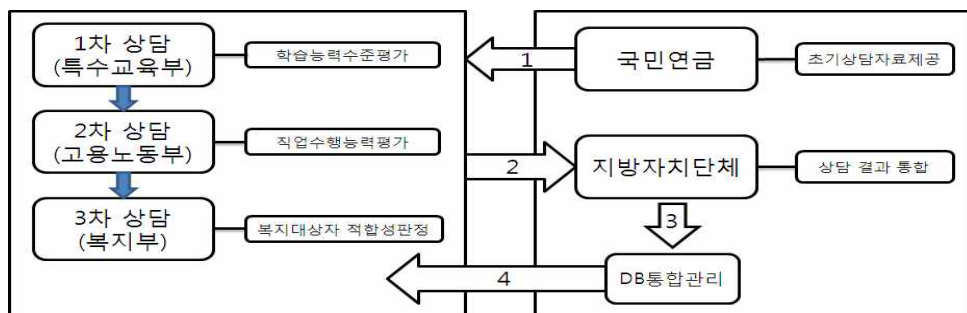 1차 상담
(특수교육부)
학습능력수준평가
2차 상담
(고용노동부)
직업수행능력평가
3차 상담
(복지부)
복지대상자 적합성판정
1
국민연금
초기상담자료제공
2
지방자치단체
상담 결과 통합
3
4
DB통합관리